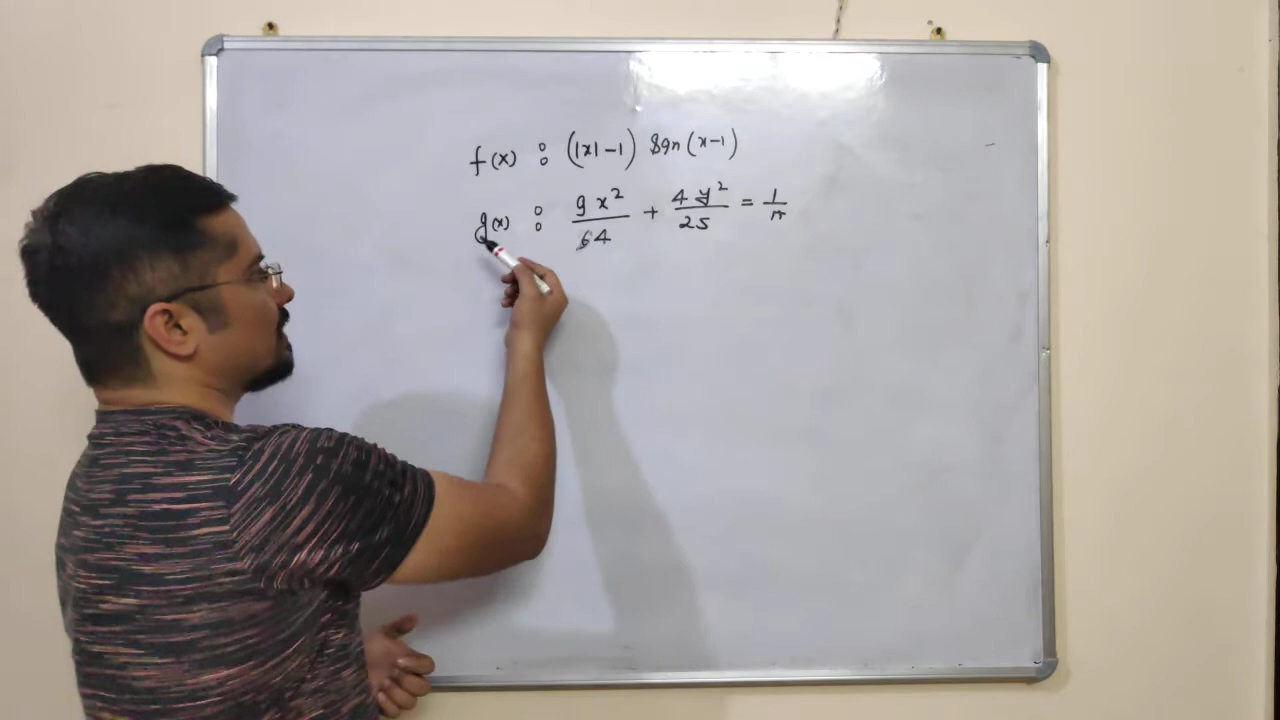 f(x) : (|x|-1) Sgn(x-1)
g(x) : 9x²/64 + 4y²/25 = 1/π